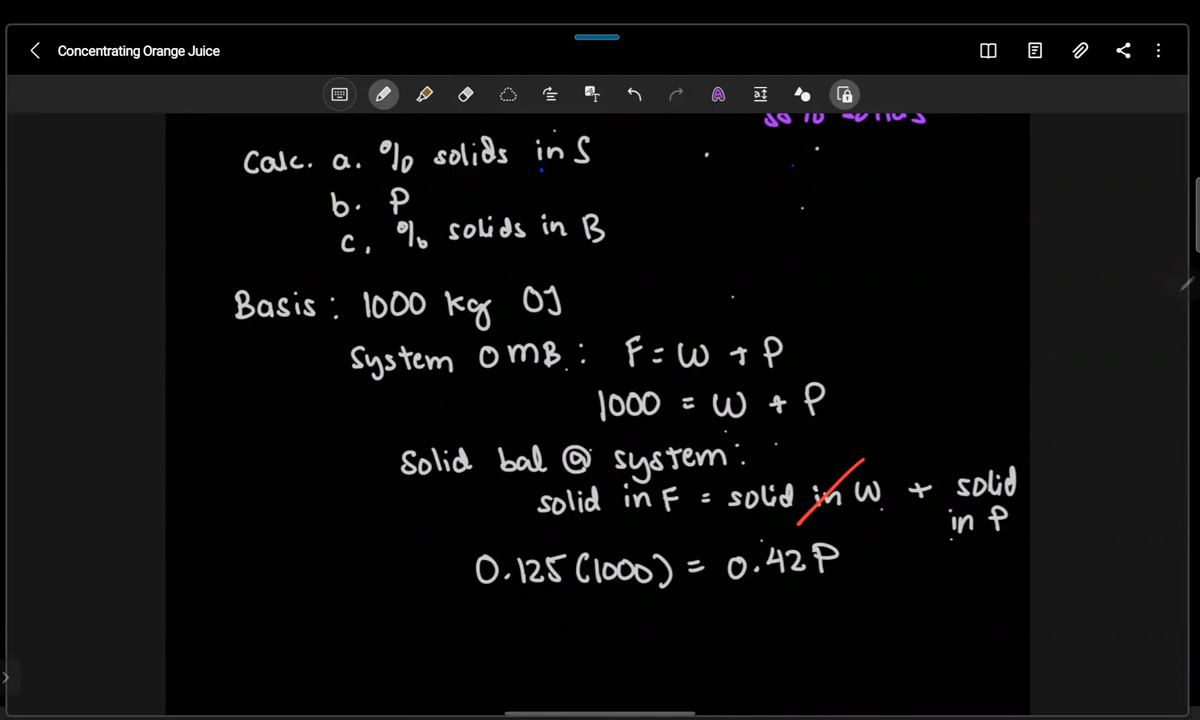 Concentrating Orange Juice
Calc. a. % solids in S
b. P
c. % solids in B
Basis: 1000 kg OJ
System OMB: F = W + P
1000 = W + P
Solid bal @ system:
solid in F = solid in W + solid
in P
0.125 (1000) = 0.42 P